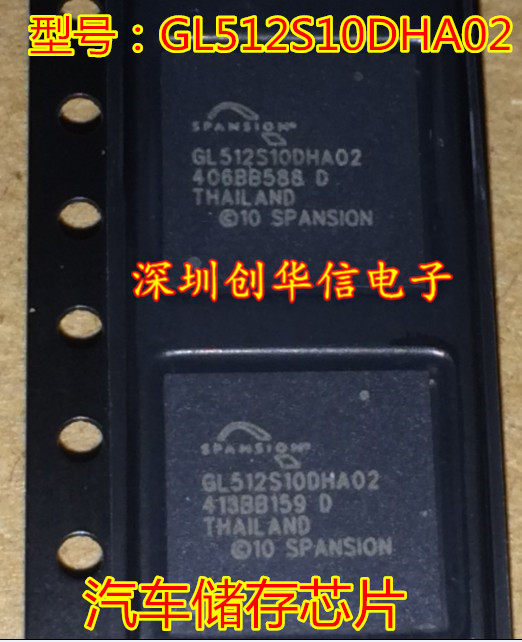 型号：GL512S10DHA02
SPANSION
GL512S10DHA02
406BB588 D
THAILAND
©10 SPANSION
深圳创华信电子
SPANSION
GL512S10DHA02
413BB159 D
THAILAND
©10 SPANSION
汽车储存芯片